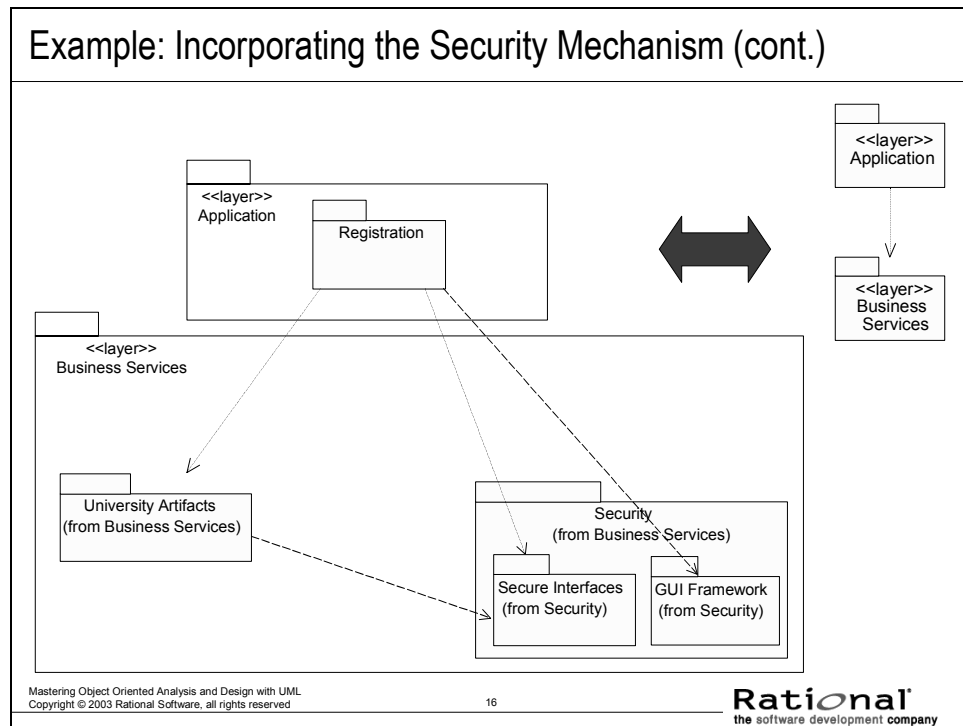 Example: Incorporating the Security Mechanism (cont.)
<<layer>>
Application
Registration
<<layer>>
Application
<<layer>>
Business
Services
<<layer>>
Business Services
University Artifacts
(from Business Services)
Security
(from Business Services)
Secure Interfaces
(from Security)
GUI Framework
(from Security)
Mastering Object Oriented Analysis and Design with UML
Copyright © 2003 Rational Software, all rights reserved
16
Rational
the software development company